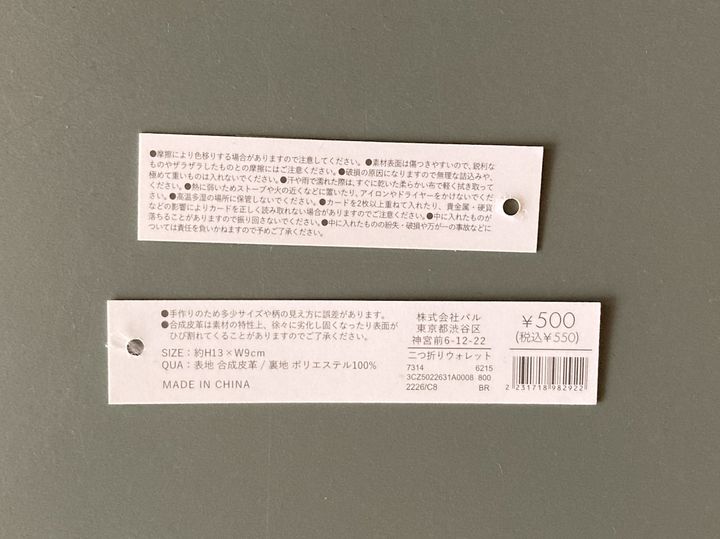 ●摩擦により色移りする場合がありますので注意してください。●素材表面は傷つきやすいので、鋭利な
ものやザラザラしたものとの摩擦にはご注意ください。●破損の原因になりますので無理な詰込みや、
極めて重いものは入れないでください。●汗や雨で濡れた際は、すぐに乾いた柔らかい布で軽く拭き取って
ください。●熱に弱いためストーブや火の近くなどに置いたり、アイロンやドライヤーをかけないでくだ
さい。●高温多湿の場所に保管しないでください。●カードを2枚以上重ねて入れたり、貴金属・硬貨
などの影響によりカードを正しく読み取れない場合がありますのでご注意ください。●中に入れたものが
落ちることがありますので振り回さないでください。●中に入れたものの紛失・破損や万が一の事故などに
ついては責任を負いかねますので予めご了承ください。
●手作りのため多少サイズや柄の見え方に誤差があります。
●合成皮革は素材の特性上、徐々に劣化し固くなったり表面が
ひび割れてくることがありますのでご了承ください。
SIZE：約H13×W9cm
QUA：表地 合成皮革 / 裏地 ポリエステル100%
MADE IN CHINA
株式会社パル
東京都渋谷区
神宮前6-12-22
二つ折りウォレット
7314 6215
3CZ5022631A0008 800
2226/C8 BR
¥500
(税込¥550)
2 231718 982922